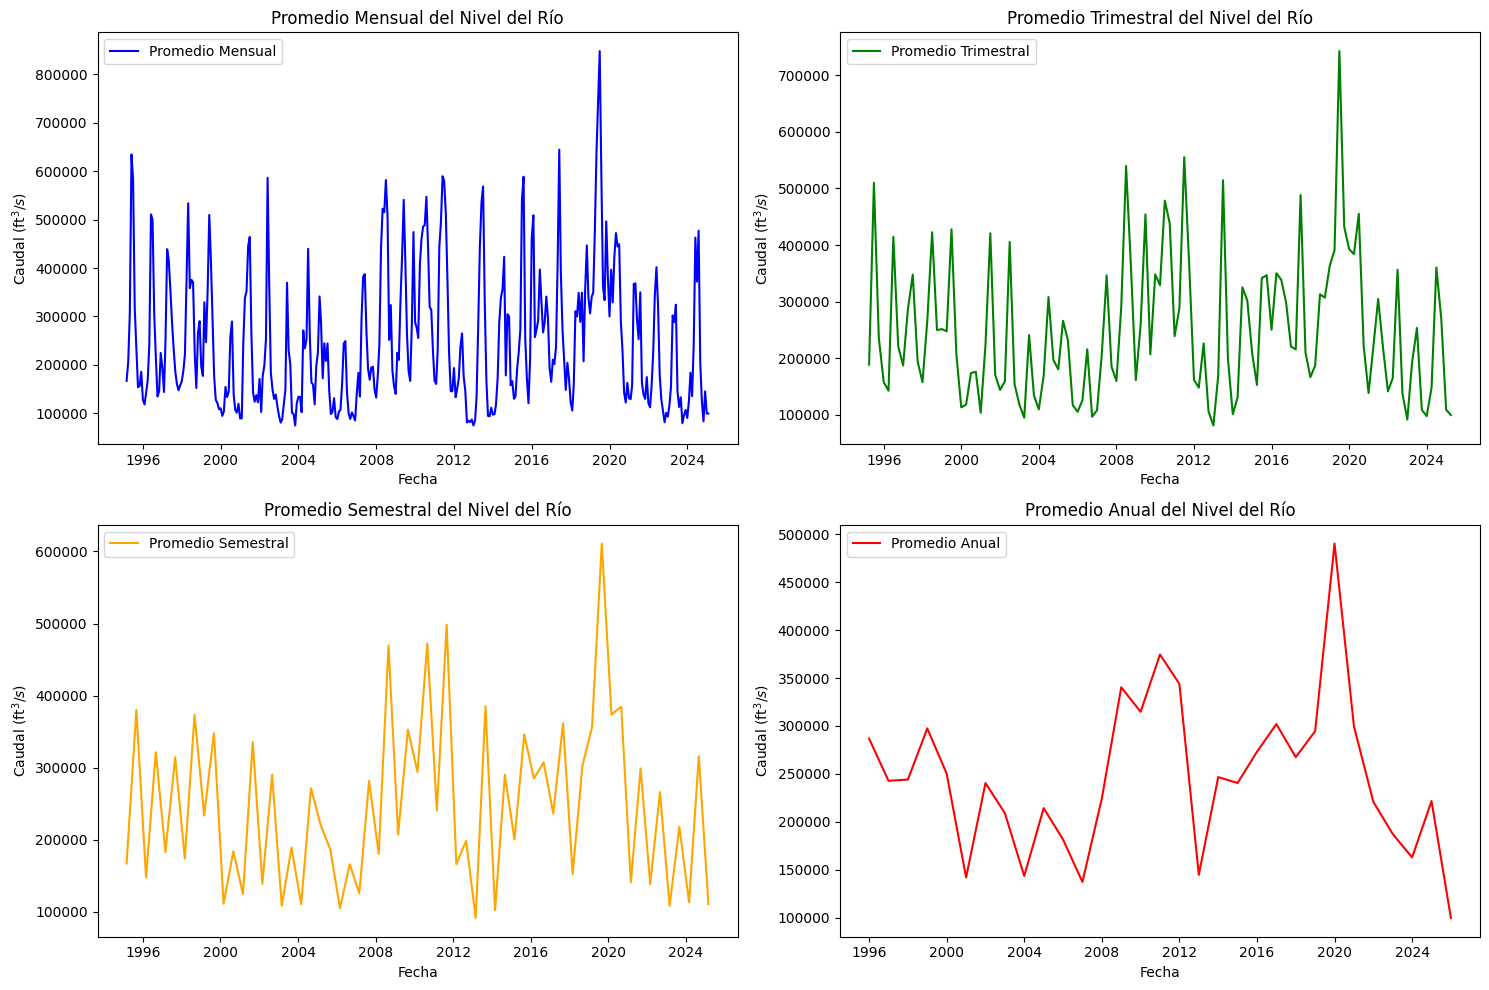 Promedio Mensual del Nivel del Río
Promedio Mensual
Caudal (ft³/s)
800000
700000
600000
500000
400000
300000
200000
100000
1996 2000 2004 2008 2012 2016 2020 2024
Fecha
Promedio Trimestral del Nivel del Río
Promedio Trimestral
Caudal (ft³/s)
700000
600000
500000
400000
300000
200000
100000
1996 2000 2004 2008 2012 2016 2020 2024
Fecha
Promedio Semestral del Nivel del Río
Promedio Semestral
Caudal (ft³/s)
600000
500000
400000
300000
200000
100000
1996 2000 2004 2008 2012 2016 2020 2024
Fecha
Promedio Anual del Nivel del Río
Promedio Anual
Caudal (ft³/s)
500000
450000
400000
350000
300000
250000
200000
150000
100000
1996 2000 2004 2008 2012 2016 2020 2024
Fecha